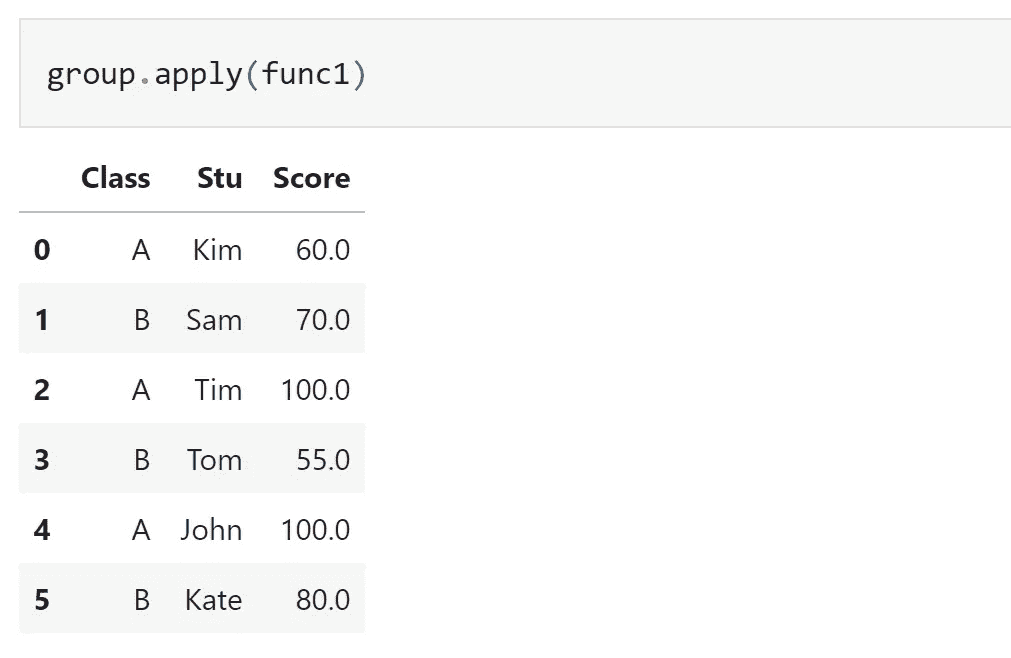 group.apply(func1)
Class Stu Score
0 A Kim 60.0
1 B Sam 70.0
2 A Tim 100.0
3 B Tom 55.0
4 A John 100.0
5 B Kate 80.0